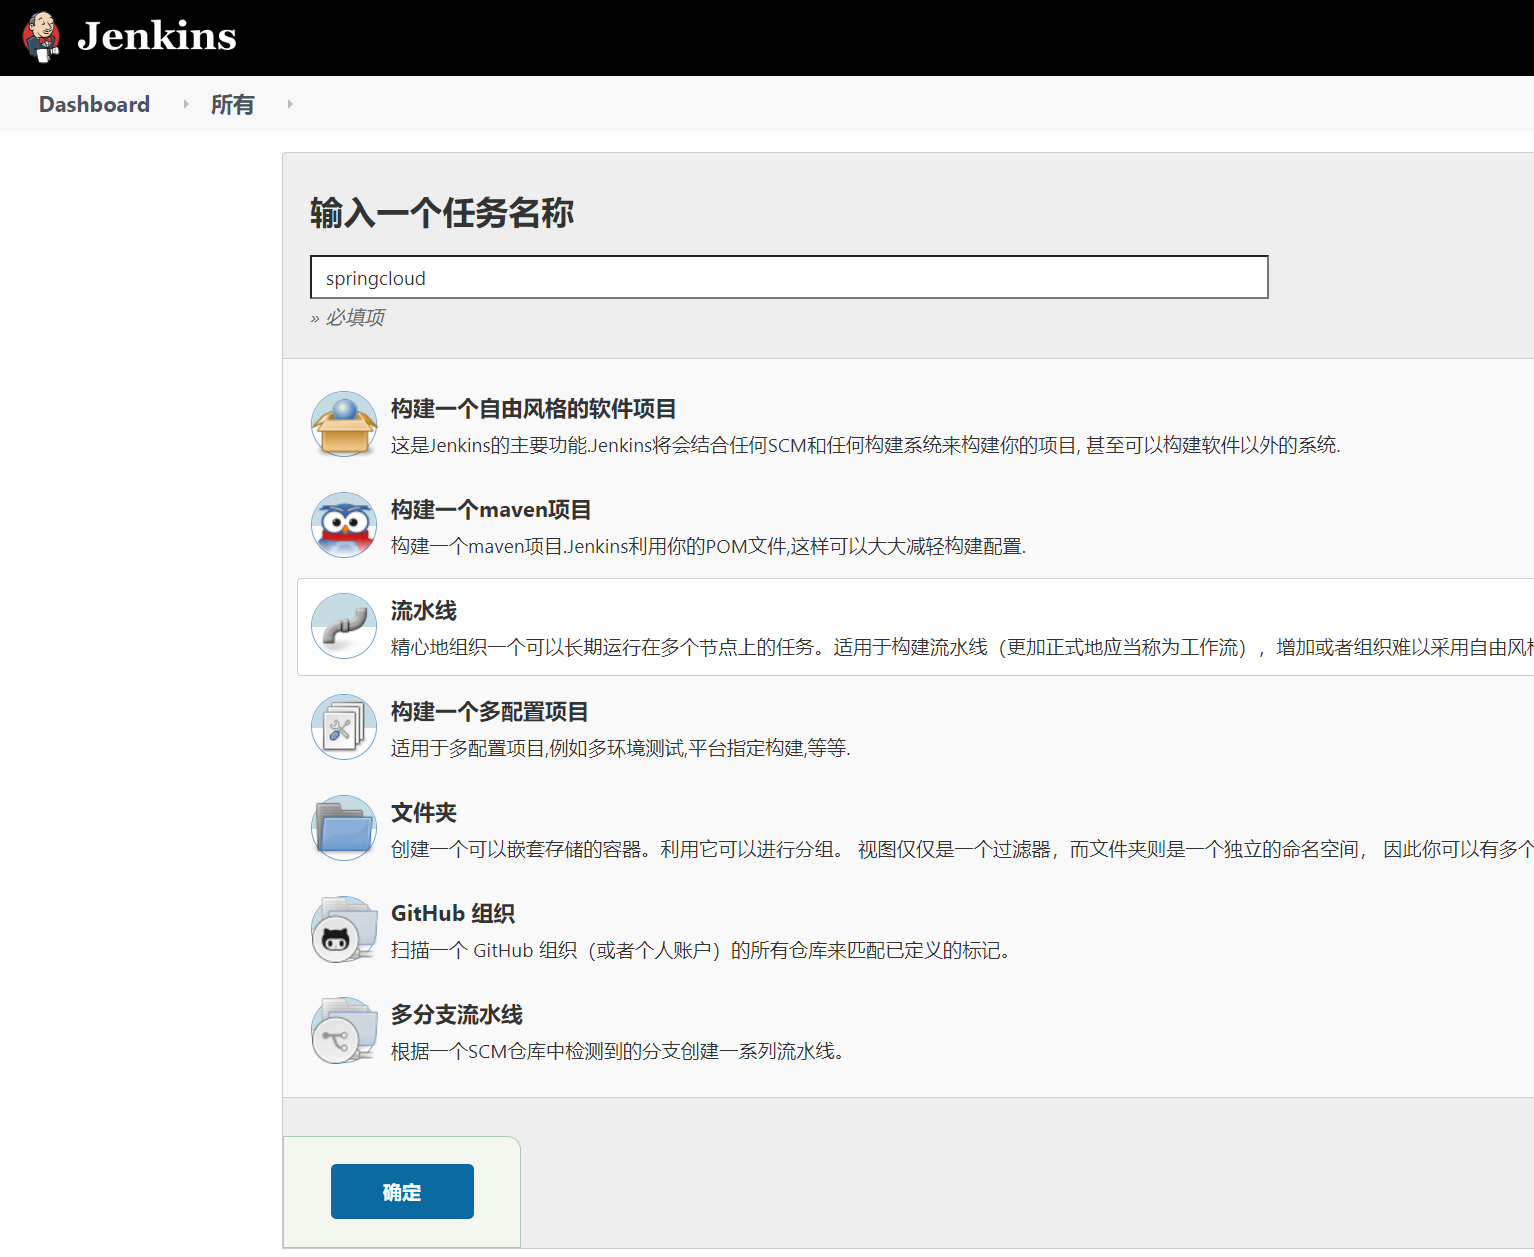 Jenkins
Dashboard 所有
输入一个任务名称
springcloud
» 必填项
构建一个自由风格的软件项目
这是Jenkins的主要功能.Jenkins将会结合任何SCM和任何构建系统来构建你的项目, 甚至可以构建软件以外的系统.
构建一个maven项目
构建一个maven项目.Jenkins利用你的POM文件,这样可以大大减轻构建配置.
流水线
精心地组织一个可以长期运行在多个节点上的任务。适用于构建流水线（更加正式地应当称为工作流），增加或者组织难以采用自由风格
构建一个多配置项目
适用于多配置项目,例如多环境测试,平台指定构建,等等.
文件夹
创建一个可以嵌套存储的容器。利用它可以进行分组。 视图仅仅是一个过滤器，而文件夹则是一个独立的命名空间， 因此你可以有多个
GitHub 组织
扫描一个 GitHub 组织（或者个人账户）的所有仓库来匹配已定义的标记。
多分支流水线
根据一个SCM仓库中检测到的分支创建一系列流水线。
确定